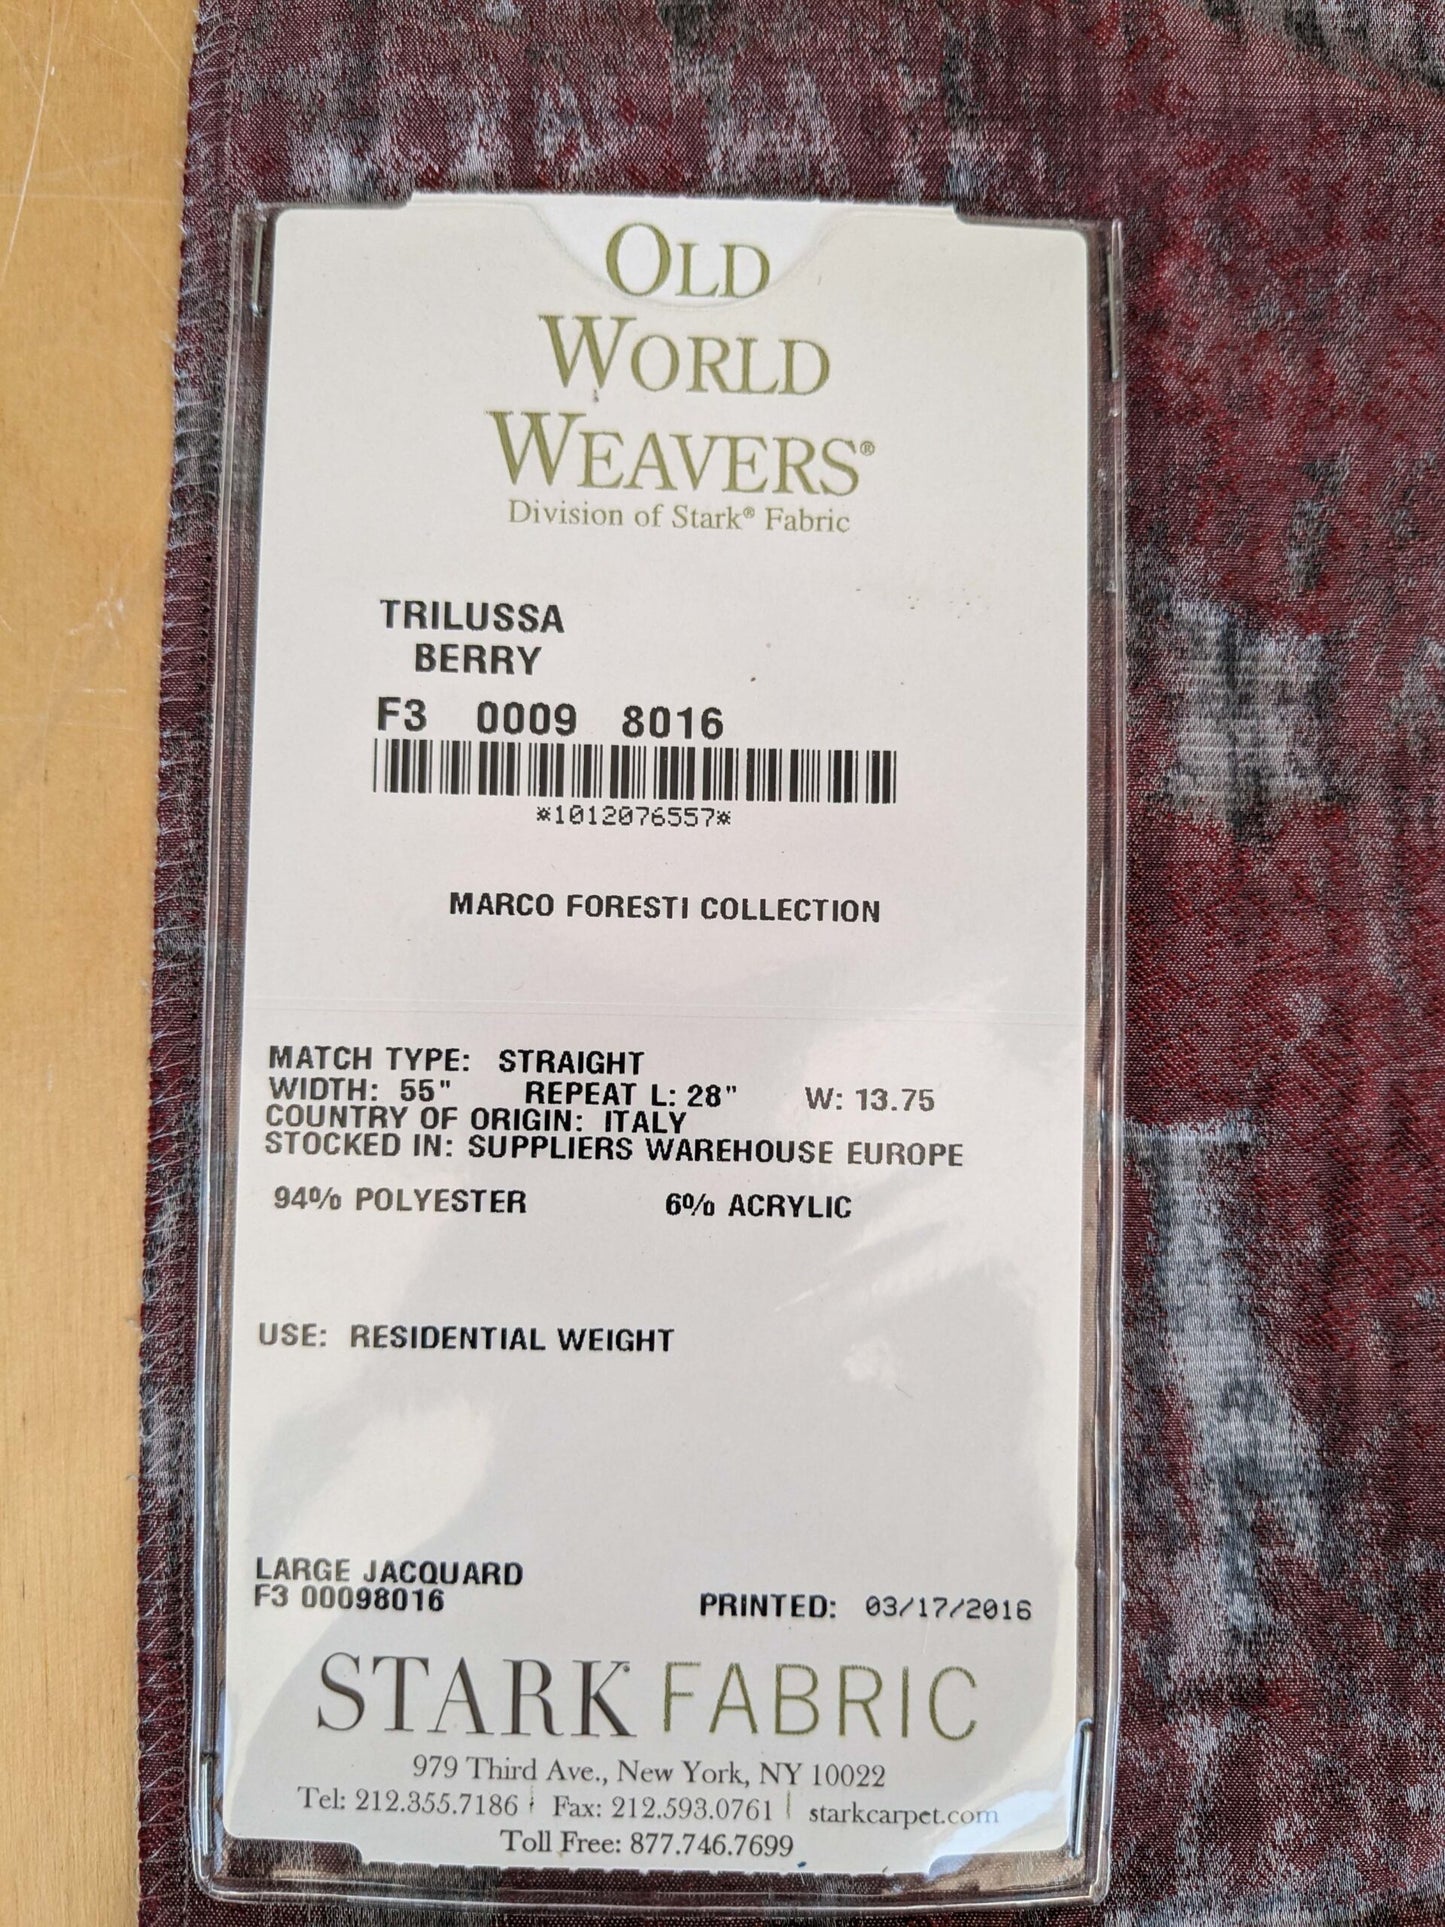 OLD
WORLD
WEAVERS®
Division of Stark® Fabric
TRILUSSA
BERRY
F3 0009 8016
*1012076557*
MARCO FORESTI COLLECTION
MATCH TYPE: STRAIGHT
WIDTH: 55" REPEAT L: 28" W: 13.75
COUNTRY OF ORIGIN: ITALY
STOCKED IN: SUPPLIERS WAREHOUSE EUROPE
94% POLYESTER 6% ACRYLIC
USE: RESIDENTIAL WEIGHT
LARGE JACQUARD
F3 00098016 PRINTED: 03/17/2016
STARK FABRIC
979 Third Ave., New York, NY 10022
Tel: 212.355.7186 | Fax: 212.593.0761 | starkcarpet.com
Toll Free: 877.746.7699